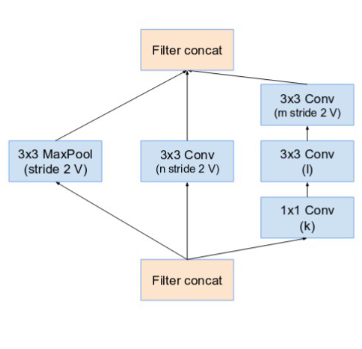 Filter concat
3x3 Conv
(m stride 2 V)
3x3 MaxPool
(stride 2 V)
3x3 Conv
(n stride 2 V)
3x3 Conv
(l)
1x1 Conv
(k)
Filter concat